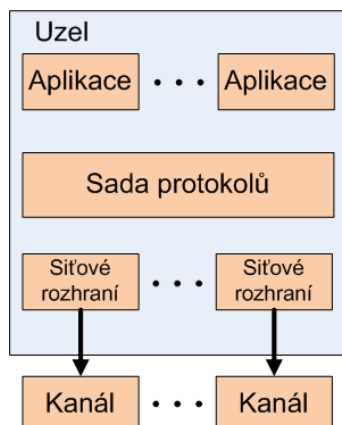 Uzel
Aplikace • • • Aplikace
Sada protokolů
Síťové rozhraní • • • Síťové rozhraní
Kanál • • • Kanál